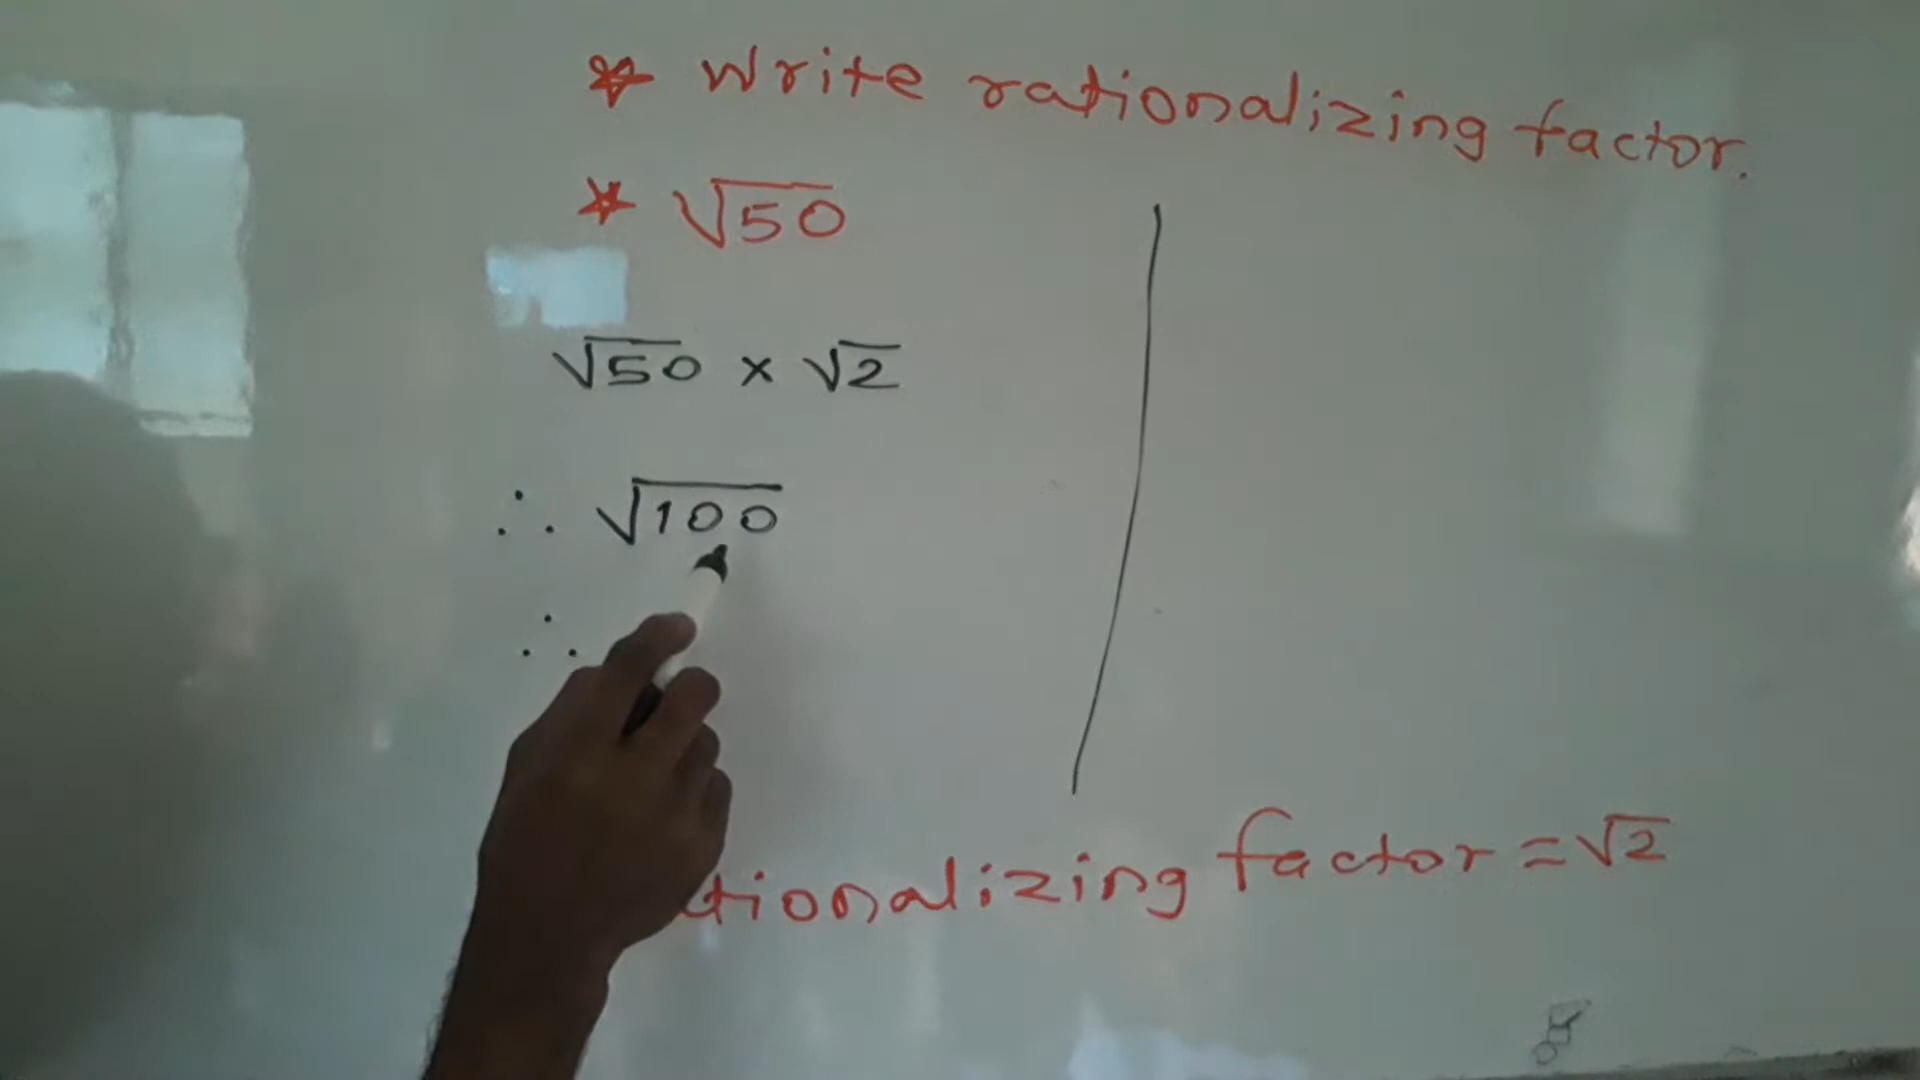 * Write rationalizing factor.
* √50
√50 × √2
∴ √100
∴
tionalizing factor = √2